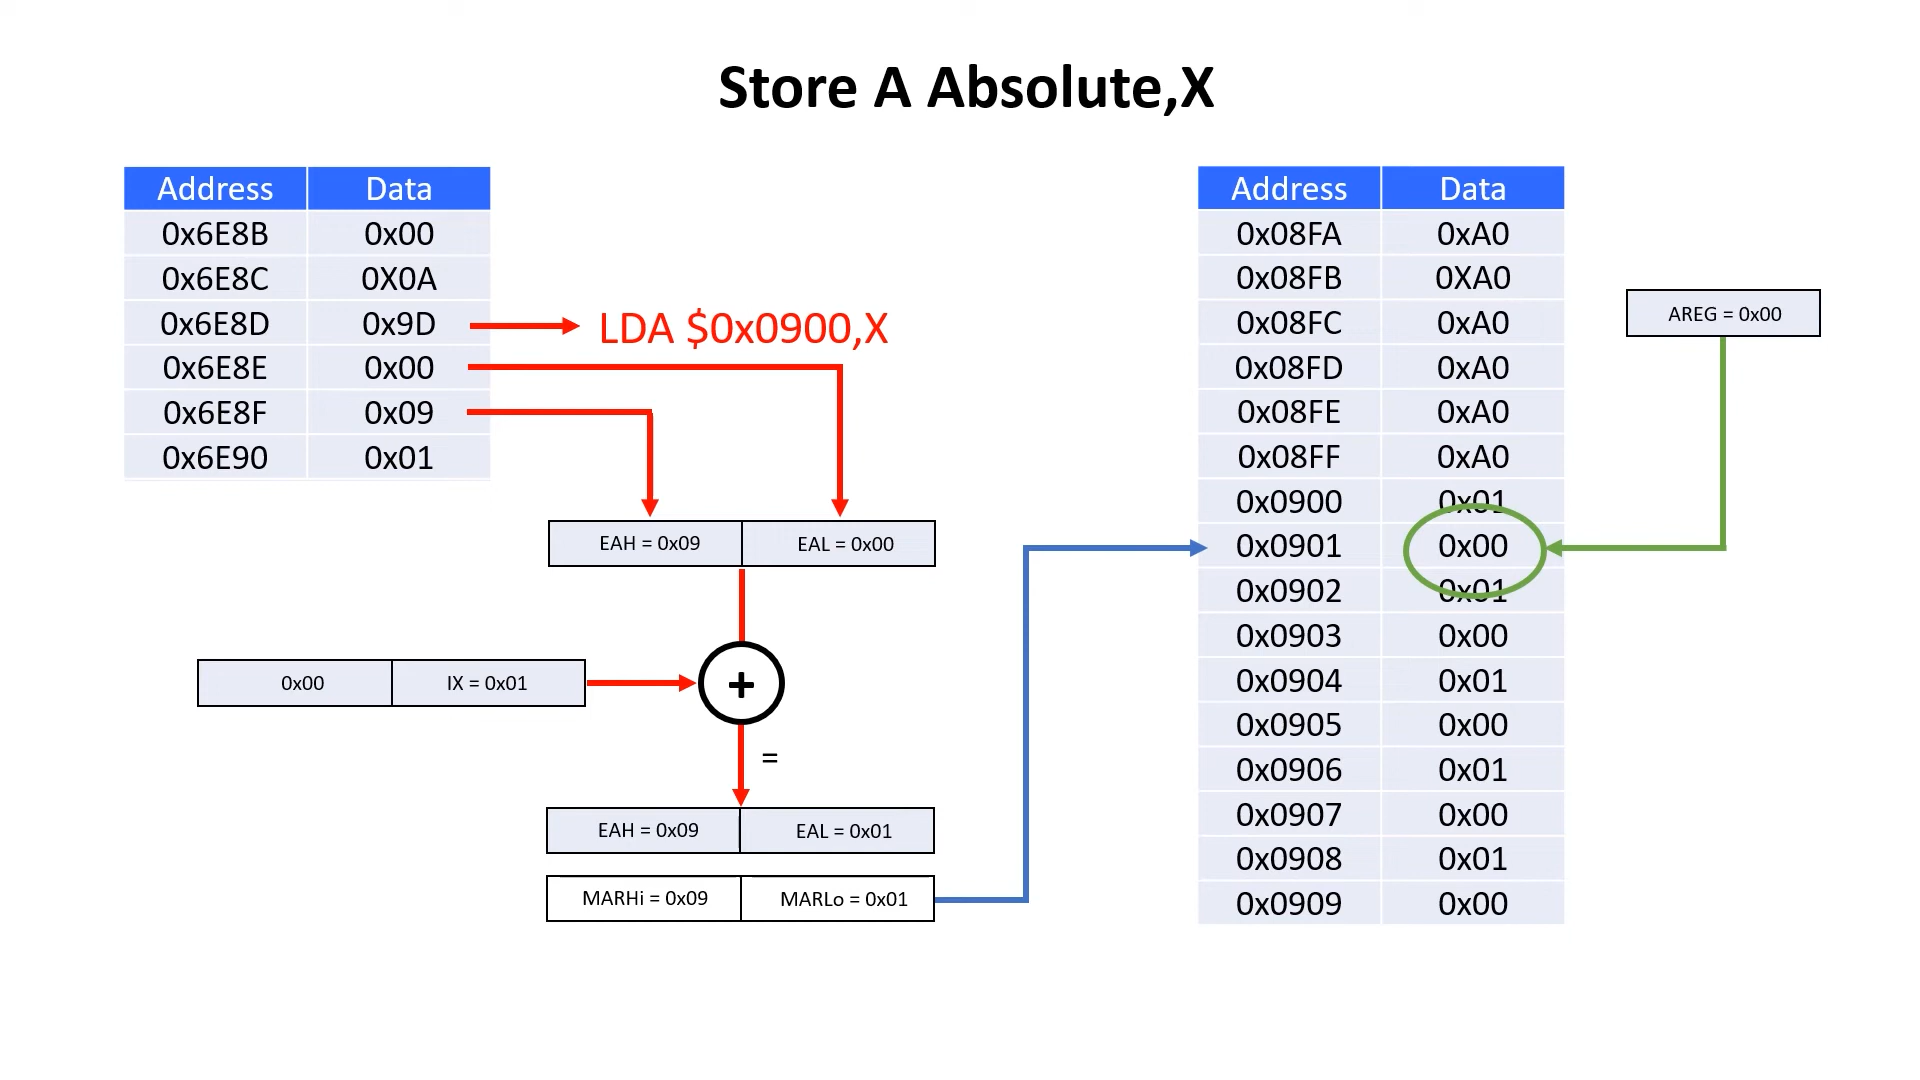 Store A Absolute,X
Address Data
0x6E8B 0x00
0x6E8C 0X0A
0x6E8D 0x9D
0x6E8E 0x00
0x6E8F 0x09
0x6E90 0x01
LDA $0x0900,X
EAH = 0x09 EAL = 0x00
0x00 IX = 0x01
+
=
EAH = 0x09 EAL = 0x01
MARHi = 0x09 MARLo = 0x01
Address Data
0x08FA 0xA0
0x08FB 0XA0
0x08FC 0xA0
0x08FD 0xA0
0x08FE 0xA0
0x08FF 0xA0
0x0900 0x01
0x0901 0x00
0x0902 0x01
0x0903 0x00
0x0904 0x01
0x0905 0x00
0x0906 0x01
0x0907 0x00
0x0908 0x01
0x0909 0x00
AREG = 0x00